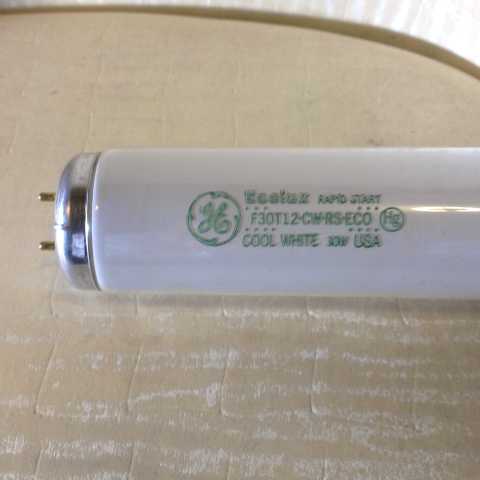 Ecolux RAPID START
GE F30T12·CW·RS·ECO Hg
COOL WHITE 30W USA